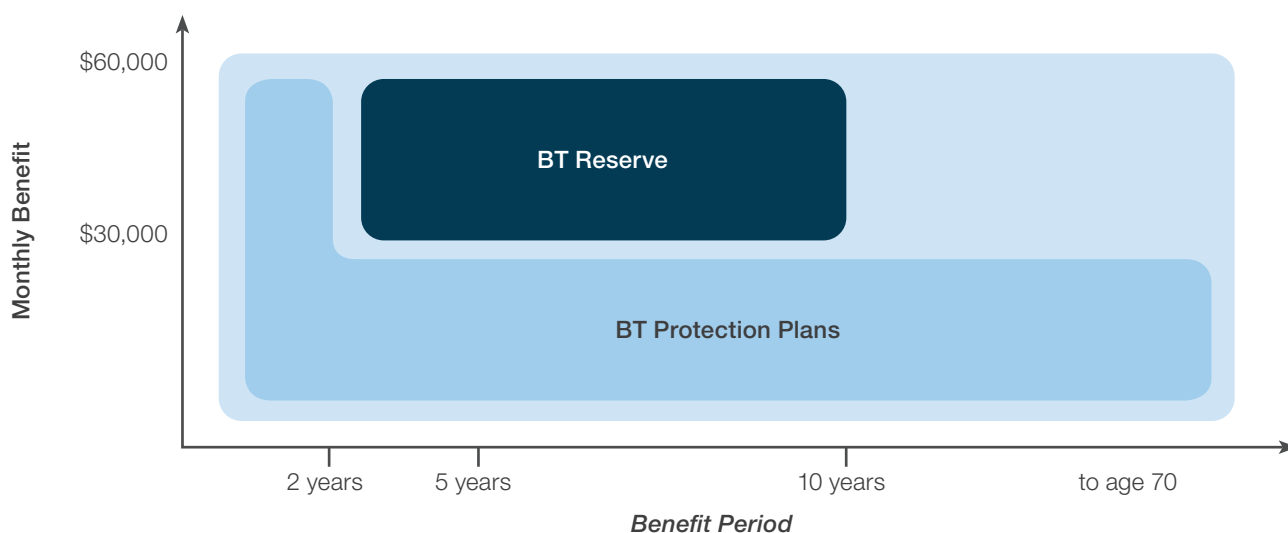 Monthly Benefit
$60,000
$30,000
BT Reserve
BT Protection Plans
2 years
5 years
10 years
to age 70
Benefit Period